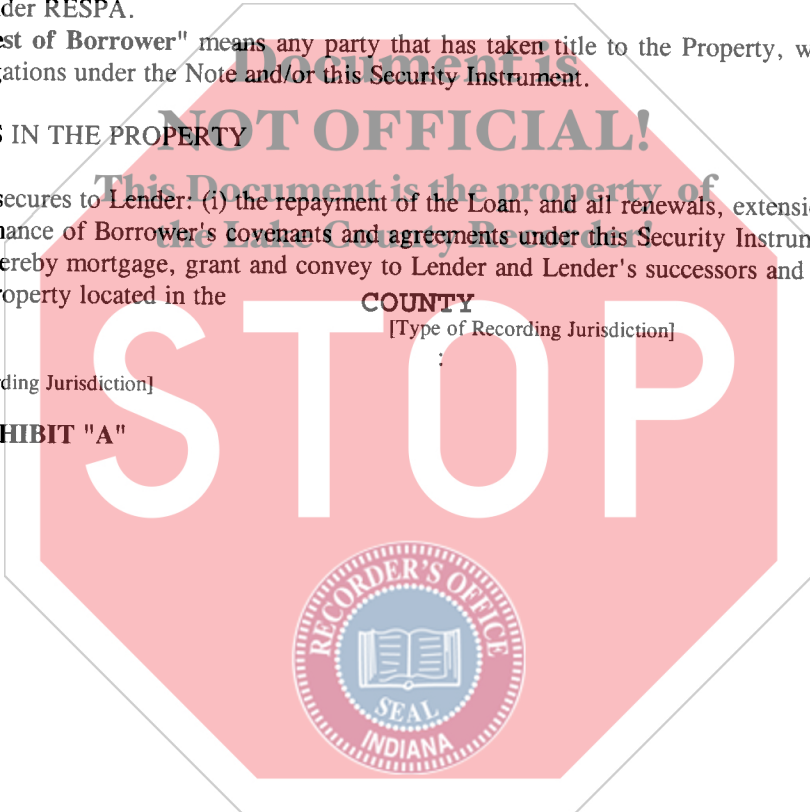 der RESPA.
est of Borrower" means any party that has taken title to the Property, w
Document is
ations under the Note and/or this Security Instrument.
NOT OFFICIAL!
S IN THE PROPERTY
This Document is the property of
secures to Lender: (i) the repayment of the Loan, and all renewals, extensi
the Lake County Recorder!
nance of Borrower's covenants and agreements under this Security Instrum
ereby mortgage, grant and convey to Lender and Lender's successors and
operty located in the COUNTY
[Type of Recording Jurisdiction]
:
ding Jurisdiction]
HIBIT "A"
STOP
RECORDER'S OFFICE
SEAL
INDIANA